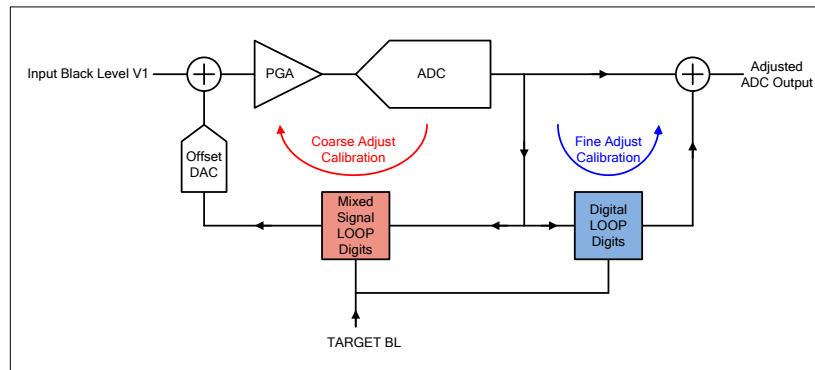 Input Black Level V1
PGA
ADC
Adjusted
ADC Output
Offset
DAC
Coarse Adjust
Calibration
Fine Adjust
Calibration
Mixed
Signal
LOOP
Digits
Digital
LOOP
Digits
TARGET BL